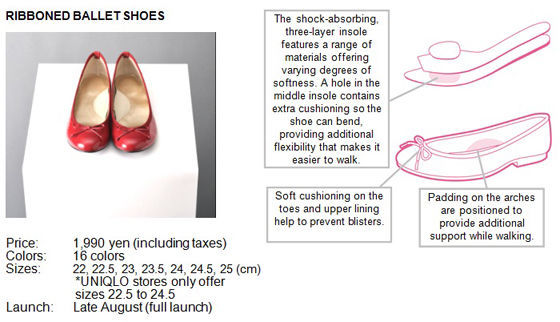 RIBBONED BALLET SHOES
The shock-absorbing,
three-layer insole
features a range of
materials offering
varying degrees of
softness. A hole in the
middle insole contains
extra cushioning so the
shoe can bend,
providing additional
flexibility that makes it
easier to walk.
Soft cushioning on the
toes and upper lining
help to prevent blisters.
Padding on the arches
are positioned to
provide additional
support while walking.
Price: 1,990 yen (including taxes)
Colors: 16 colors
Sizes: 22, 22.5, 23, 23.5, 24, 24.5, 25 (cm)
*UNIQLO stores only offer
sizes 22.5 to 24.5
Launch: Late August (full launch)